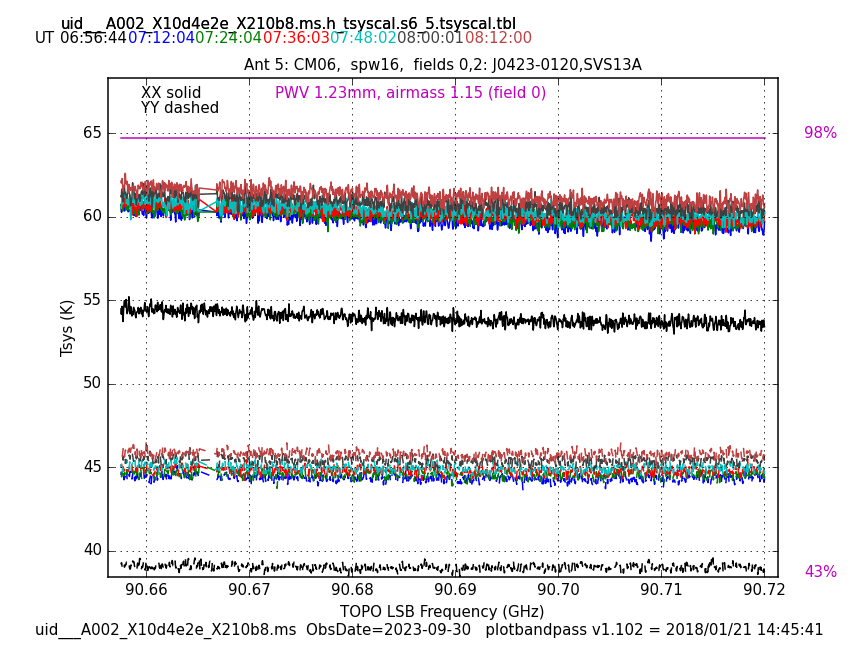 uid___A002_X10d4e2e_X210b8.ms.h_tsyscal.s6_5.tsyscal.tbl
UT 06:56:44 07:12:04 07:24:04 07:36:03 07:48:02 08:00:01 08:12:00
Ant 5: CM06,  spw16,  fields 0,2: J0423-0120,SVS13A
XX solid
PWV 1.23mm, airmass 1.15 (field 0)
YY dashed
65
98%
60
55
Tsys (K)
50
45
40
43%
90.66 90.67 90.68 90.69 90.70 90.71 90.72
TOPO LSB Frequency (GHz)
uid___A002_X10d4e2e_X210b8.ms  ObsDate=2023-09-30   plotbandpass v1.102 = 2018/01/21 14:45:41